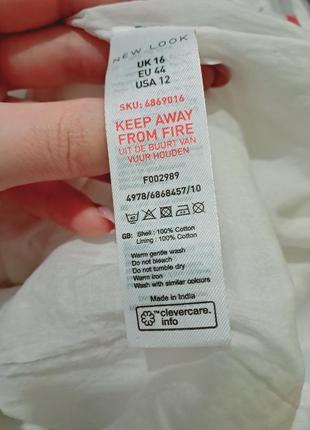 NEW LOOK
UK 16
EU 44
USA 12
SKU: 6869016
KEEP AWAY
FROM FIRE
UIT DE BUURT VAN
VUUR HOUDEN
F002989
4978/6868457/10
GB: Shell : 100% Cotton
Lining : 100% Cotton
Warm gentle wash
Do not bleach
Do not tumble dry
Warm iron
Wash with similar colours
Made in India
™clevercare.
info